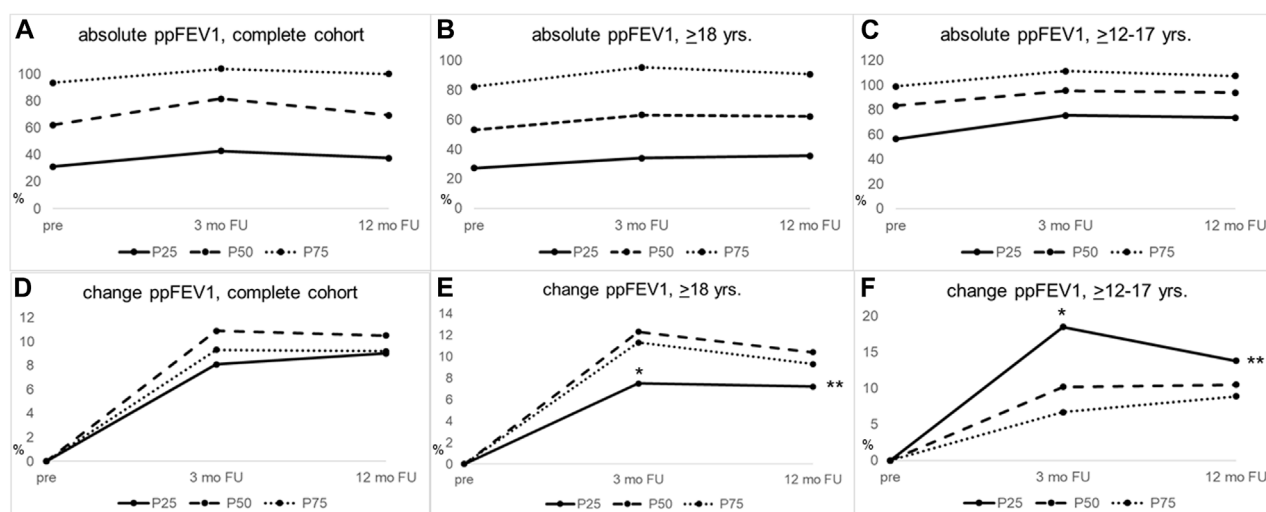 A
absolute ppFEV1, complete cohort
100
80
60
40
20
0
%
pre 3 mo FU 12 mo FU
P25 P50 P75
B
absolute ppFEV1, ≥18 yrs.
100
80
60
40
20
0
%
pre 3 mo FU 12 mo FU
P25 P50 P75
C
absolute ppFEV1, ≥12-17 yrs.
120
100
80
60
40
20
0
%
pre 3 mo FU 12 mo FU
P25 P50 P75
D
change ppFEV1, complete cohort
12
10
8
6
4
2
0
%
pre 3 mo FU 12 mo FU
P25 P50 P75
E
change ppFEV1, ≥18 yrs.
14
12
10
8
6
4
2
0
%
*
**
pre 3 mo FU 12 mo FU
P25 P50 P75
F
change ppFEV1, ≥12-17 yrs.
20
15
10
5
0
%
*
**
pre 3 mo FU 12 mo FU
P25 P50 P75